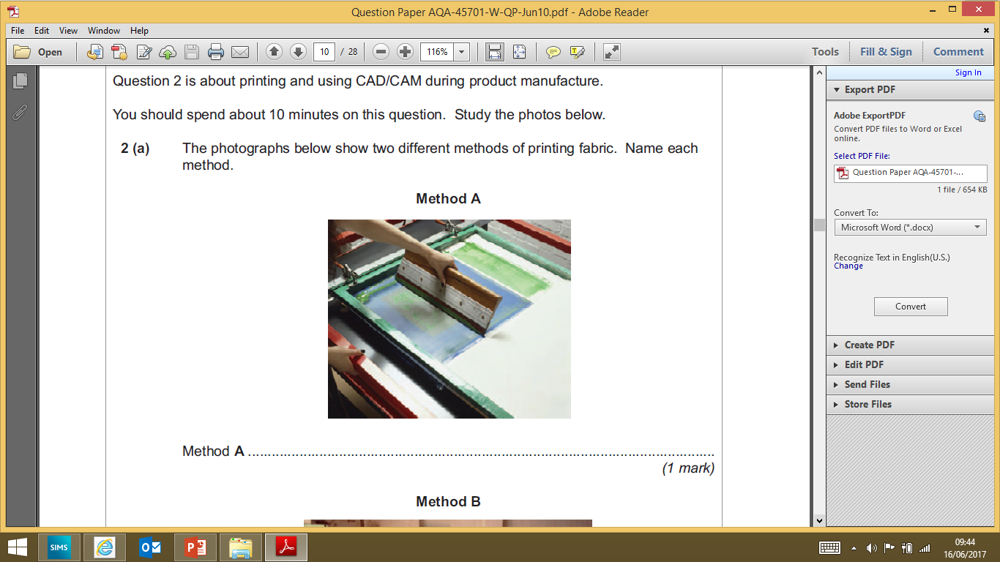 Question Paper AQA-45701-W-QP-Jun10.pdf - Adobe Reader
File Edit View Window Help
Open 10 / 28 116% Tools Fill & Sign Comment
Sign In
Question 2 is about printing and using CAD/CAM during product manufacture.
You should spend about 10 minutes on this question. Study the photos below.
2 (a) The photographs below show two different methods of printing fabric. Name each
method.
Method A
Method A ................................................................................................................
(1 mark)
Method B
Export PDF
Adobe ExportPDF
Convert PDF files to Word or Excel
online.
Select PDF File:
Question Paper AQA-45701-...
1 file / 654 KB
Convert To:
Microsoft Word (*.docx)
Recognize Text in English(U.S.)
Change
Convert
Create PDF
Edit PDF
Send Files
Store Files
SIMS
09:44
16/06/2017